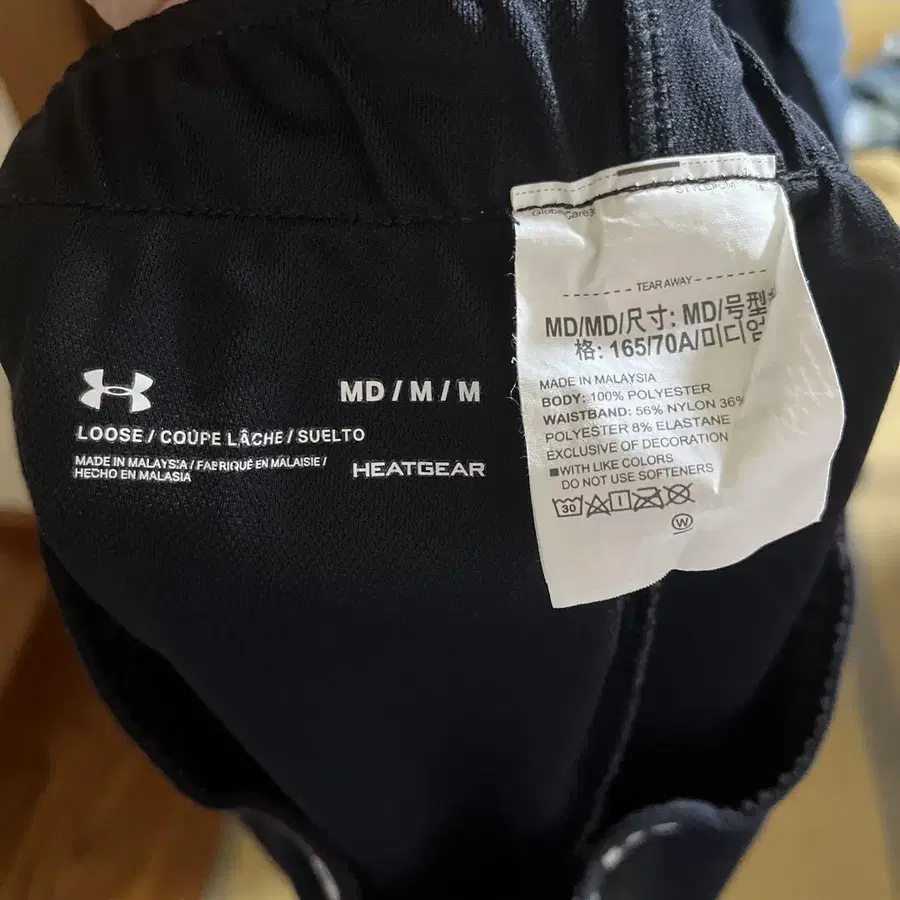 MD / M / M
LOOSE / COUPE LÂCHE / SUELTO
MADE IN MALAYSIA / FABRIQUÉ EN MALAISIE /
HECHO EN MALASIA
HEATGEAR
TEAR AWAY
MD/MD/尺寸: MD/号型
格: 165/70A/미디엄
MADE IN MALAYSIA
BODY: 100% POLYESTER
WAISTBAND: 56% NYLON 36%
POLYESTER 8% ELASTANE
EXCLUSIVE OF DECORATION
■WITH LIKE COLORS
DO NOT USE SOFTENERS
30
W